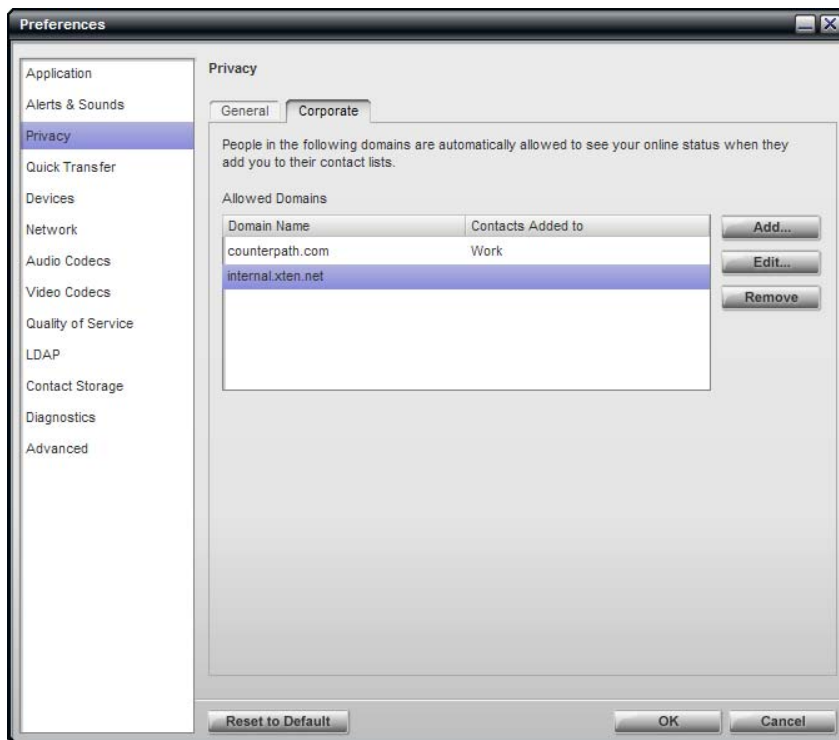 Preferences
Application
Alerts & Sounds
Privacy
Quick Transfer
Devices
Network
Audio Codecs
Video Codecs
Quality of Service
LDAP
Contact Storage
Diagnostics
Advanced
Privacy
General Corporate
People in the following domains are automatically allowed to see your online status when they
add you to their contact lists.
Allowed Domains
Domain Name Contacts Added to
counterpath.com Work
internal.xten.net
Add...
Edit...
Remove
Reset to Default OK Cancel